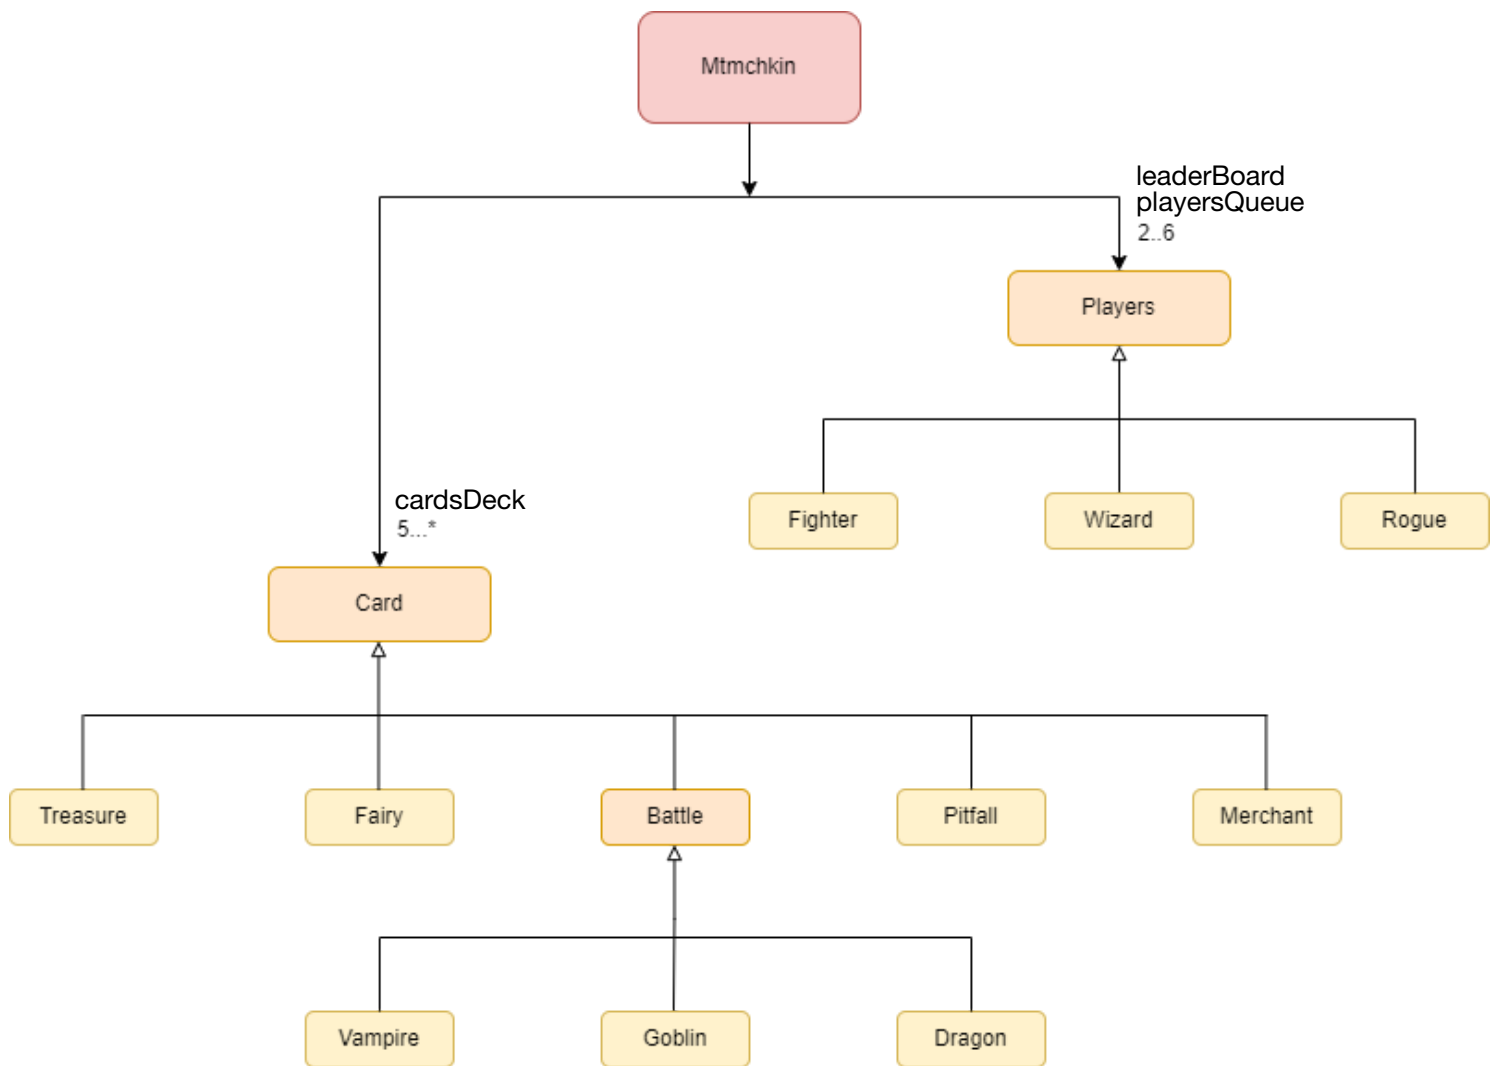 Mtmchkin
leaderBoard
playersQueue
2..6
Players
Fighter
Wizard
Rogue
cardsDeck
5...*
Card
Treasure
Fairy
Battle
Pitfall
Merchant
Vampire
Goblin
Dragon